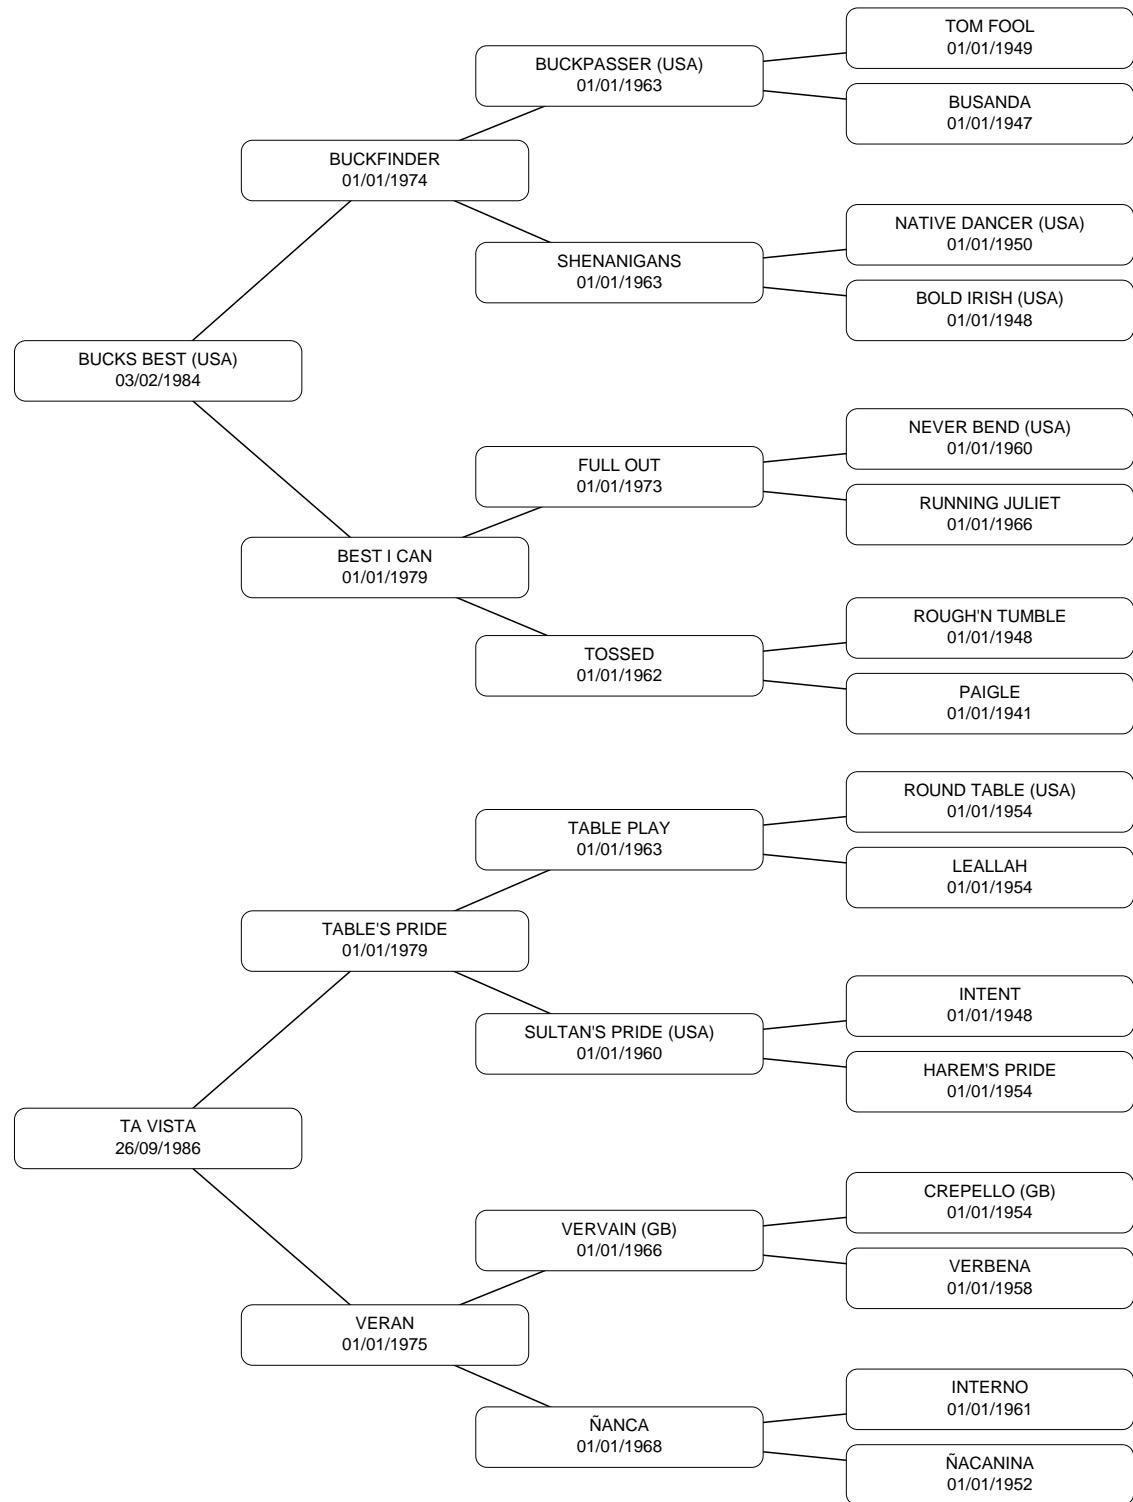 TOM FOOL
01/01/1949
BUCKPASSER (USA)
01/01/1963
BUSANDA
01/01/1947
BUCKFINDER
01/01/1974
NATIVE DANCER (USA)
01/01/1950
SHENANIGANS
01/01/1963
BOLD IRISH (USA)
01/01/1948
BUCKS BEST (USA)
03/02/1984
NEVER BEND (USA)
01/01/1960
FULL OUT
01/01/1973
RUNNING JULIET
01/01/1966
BEST I CAN
01/01/1979
ROUGH'N TUMBLE
01/01/1948
TOSSED
01/01/1962
PAIGLE
01/01/1941
ROUND TABLE (USA)
01/01/1954
TABLE PLAY
01/01/1963
LEALLAH
01/01/1954
TABLE'S PRIDE
01/01/1979
INTENT
01/01/1948
SULTAN'S PRIDE (USA)
01/01/1960
HAREM'S PRIDE
01/01/1954
TA VISTA
26/09/1986
CREPELLO (GB)
01/01/1954
VERVAIN (GB)
01/01/1966
VERBENA
01/01/1958
VERAN
01/01/1975
INTERNO
01/01/1961
ÑANCA
01/01/1968
ÑACANINA
01/01/1952